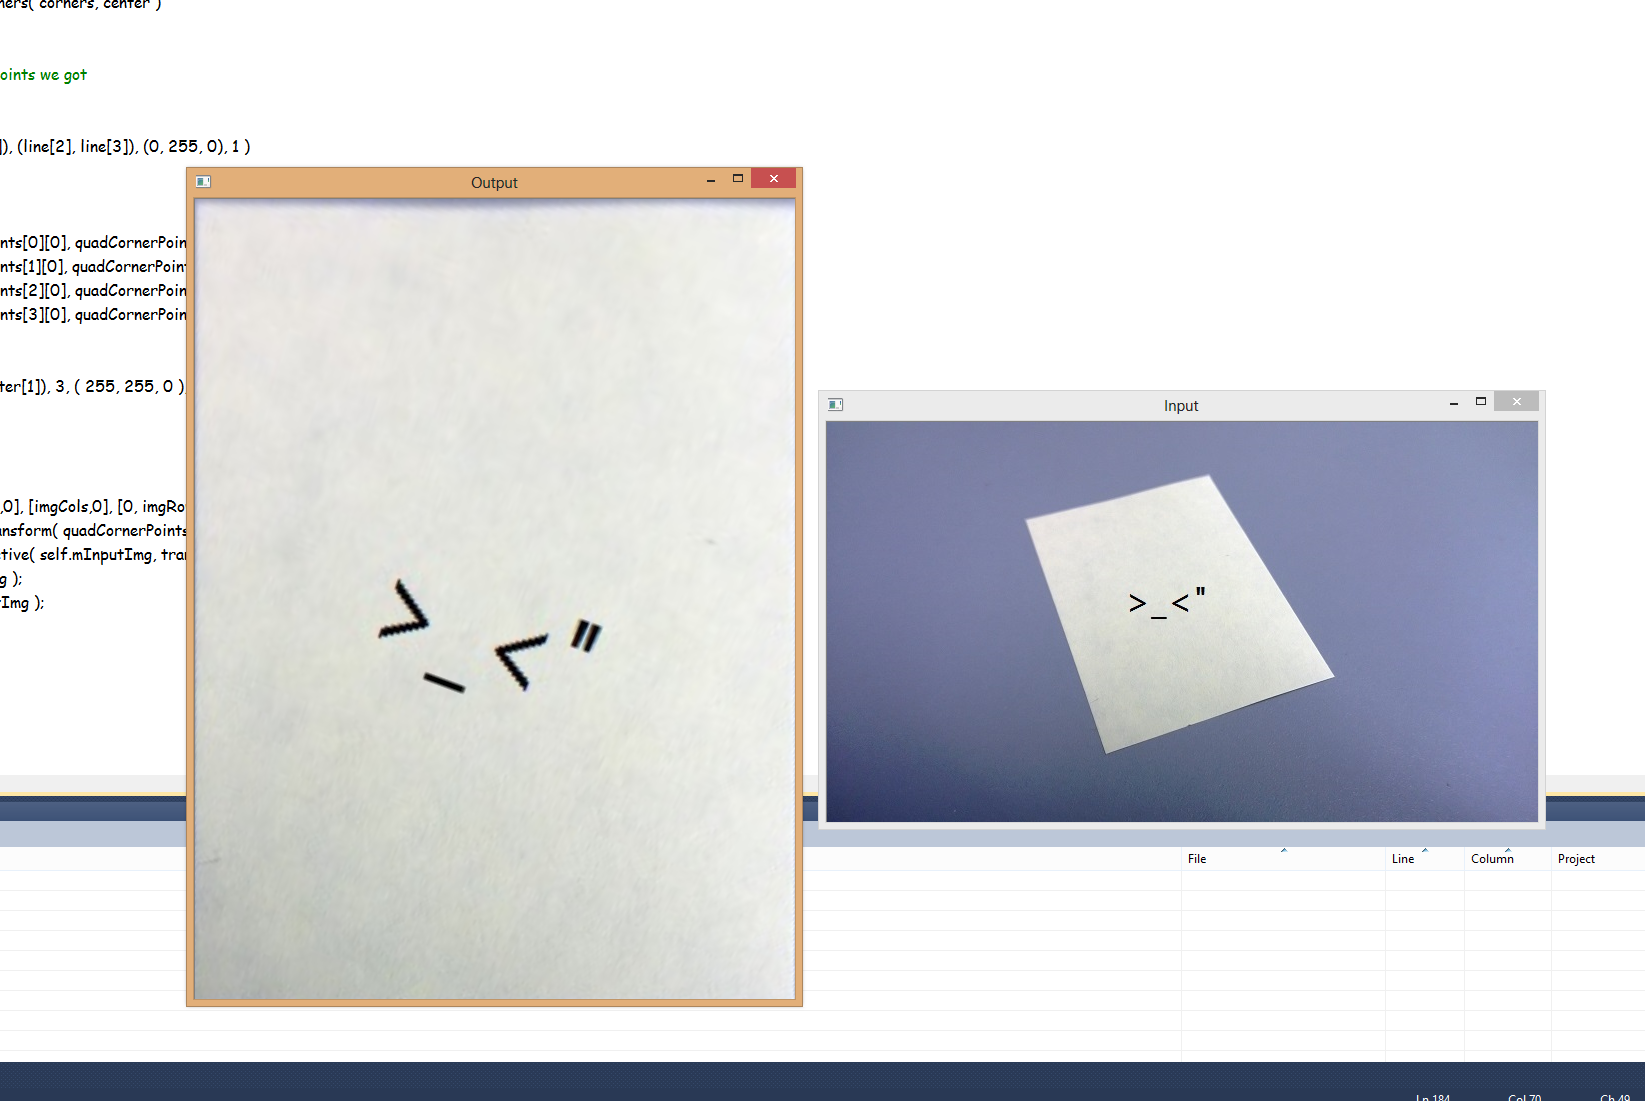 ners( corners, center )
oints we got
]), (line[2], line[3]), (0, 255, 0), 1 )
Output
nts[0][0], quadCornerPoin
nts[1][0], quadCornerPoint
nts[2][0], quadCornerPoin
nts[3][0], quadCornerPoin
ter[1]), 3, ( 255, 255, 0 )
Input
>_<"
>_<"
,0], [imgCols,0], [0, imgRo
ansform( quadCornerPoints
ctive( self.mInputImg, tra
g );
tImg );
File
Line
Column
Project
Ln 184
Col 70
Ch 49